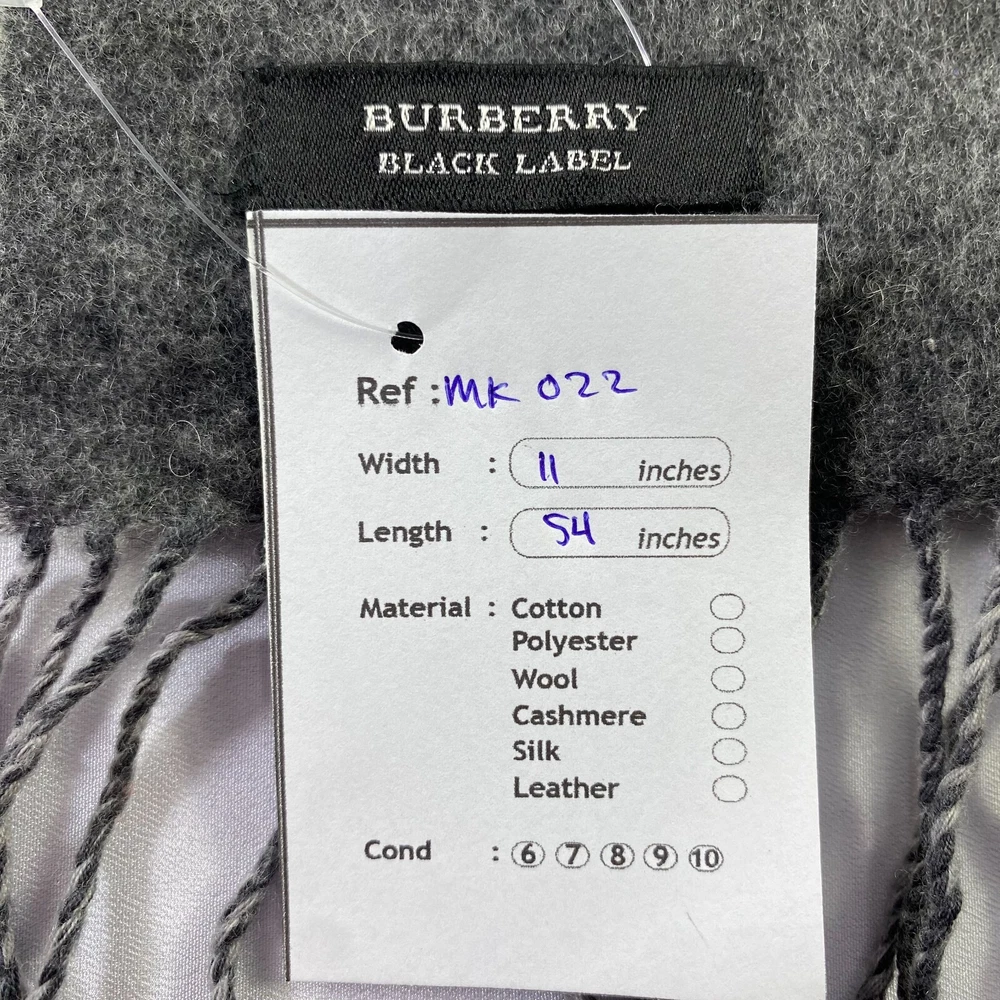 BURBERRY
BLACK LABEL
Ref : MK 022
Width : 11 inches
Length : 54 inches
Material : Cotton
Polyester
Wool
Cashmere
Silk
Leather
Cond : 6 7 8 9 10